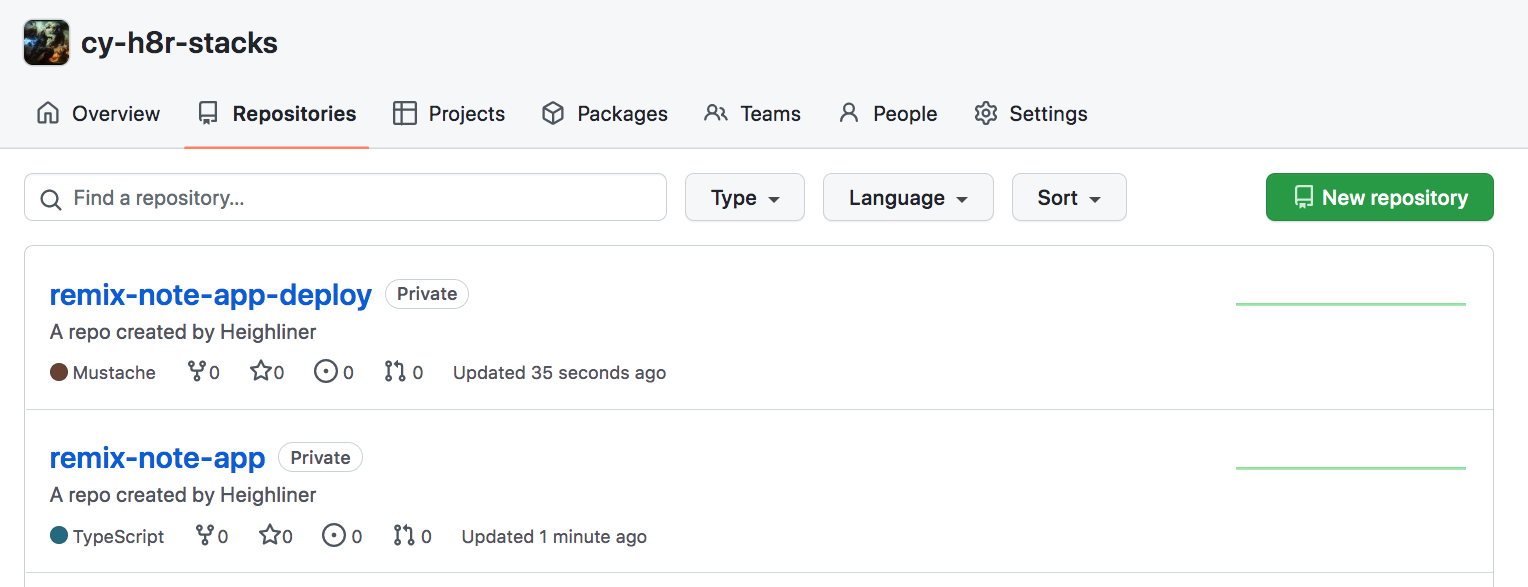 cy-h8r-stacks
Overview Repositories Projects Packages Teams People Settings
Find a repository... Type Language Sort New repository
remix-note-app-deploy Private
A repo created by Heighliner
Mustache 0 0 0 0 Updated 35 seconds ago
remix-note-app Private
A repo created by Heighliner
TypeScript 0 0 0 0 Updated 1 minute ago